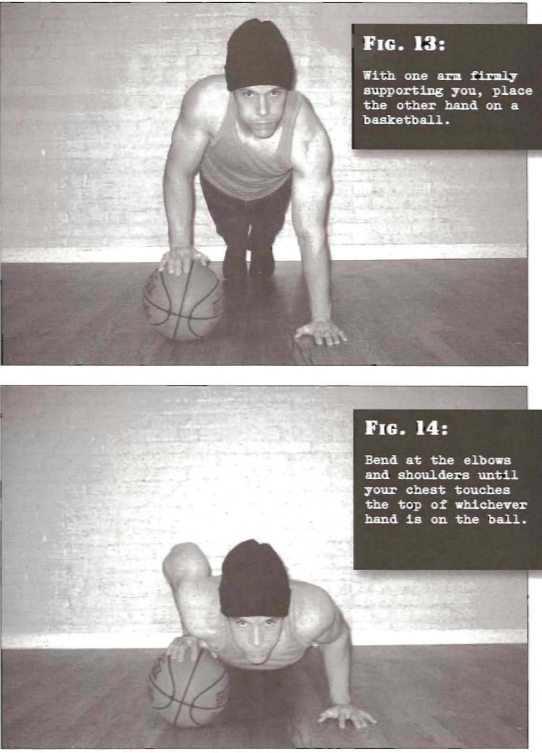 FIG. 13:
With one arm firmly
supporting you, place
the other hand on a
basketball.
FIG. 14:
Bend at the elbows
and shoulders until
your chest touches
the top of whichever
hand is on the ball.